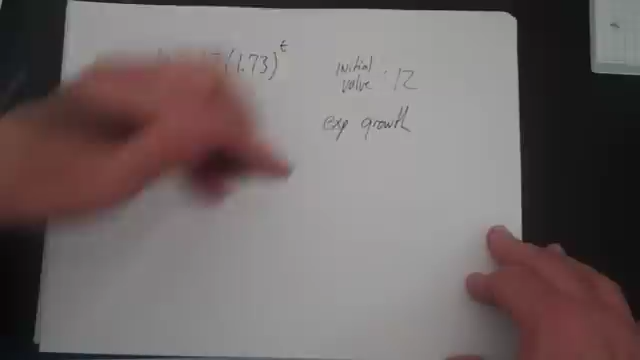 (1.73)^t
initial
value : 12
exp growth